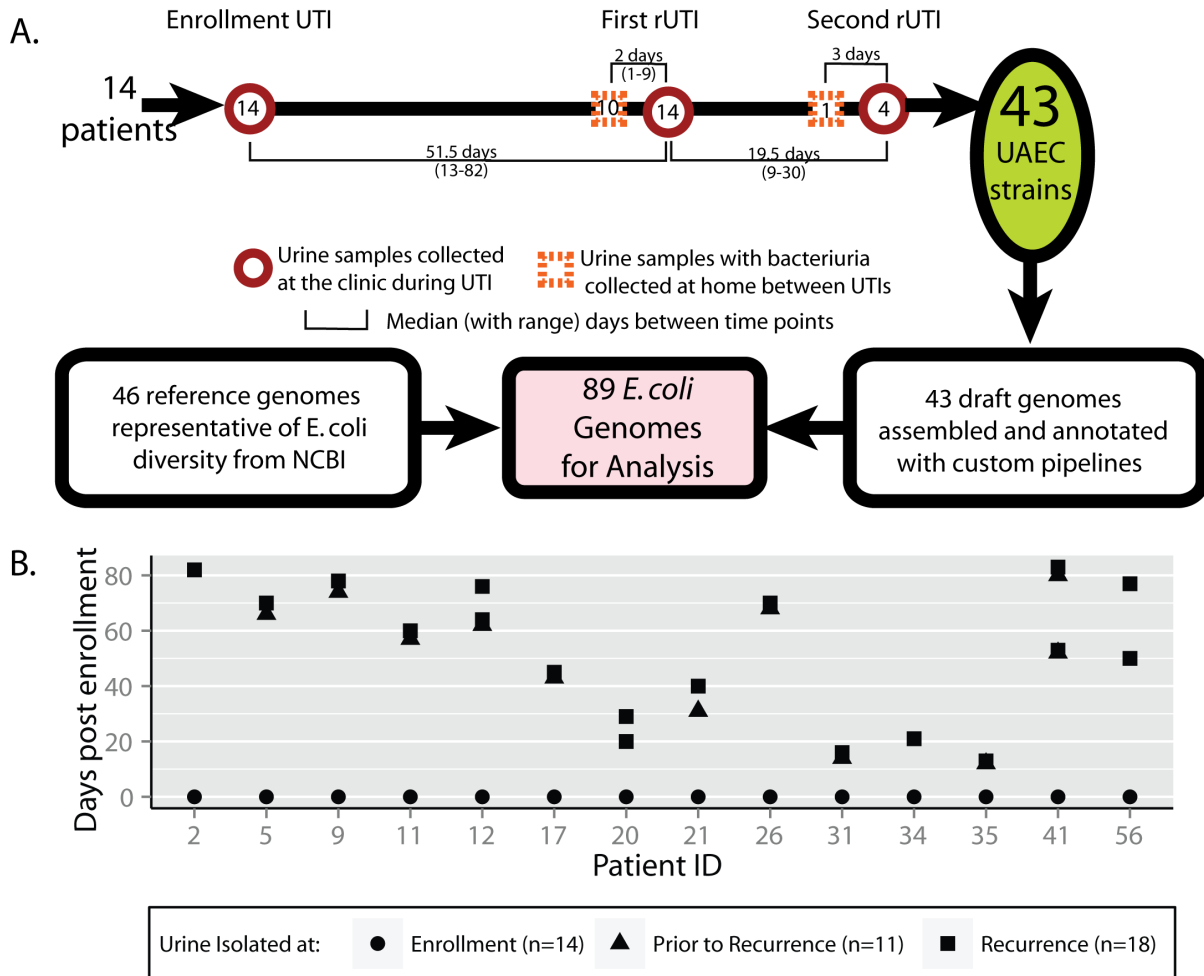 A.
Enrollment UTI
First rUTI
Second rUTI
2 days
(1-9)
3 days
14
patients
14
10
14
1
4
43
UAEC
strains
51.5 days
(13-82)
19.5 days
(9-30)
Urine samples collected
at the clinic during UTI
Urine samples with bacteriuria
collected at home between UTIs
Median (with range) days between time points
46 reference genomes
representative of E. coli
diversity from NCBI
89 E. coli
Genomes
for Analysis
43 draft genomes
assembled and annotated
with custom pipelines
B.
Days post enrollment
80
60
40
20
0
2 5 9 11 12 17 20 21 26 31 34 35 41 56
Patient ID
Urine Isolated at: Enrollment (n=14) Prior to Recurrence (n=11) Recurrence (n=18)